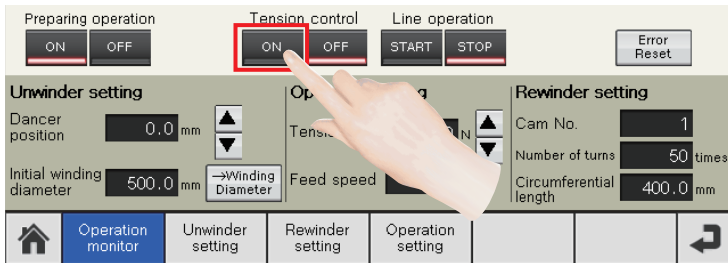 Preparing operation
Tension control
Line operation
ON OFF
ON OFF
START STOP
Error
Reset
Unwinder setting
Rewinder setting
Dancer
position
0.0 mm
N
Cam No. 1
Number of turns 50 times
Initial winding
diameter
500.0 mm
→Winding
Diameter
Feed speed
Circumferential
length
400.0 mm
Operation
monitor
Unwinder
setting
Rewinder
setting
Operation
setting